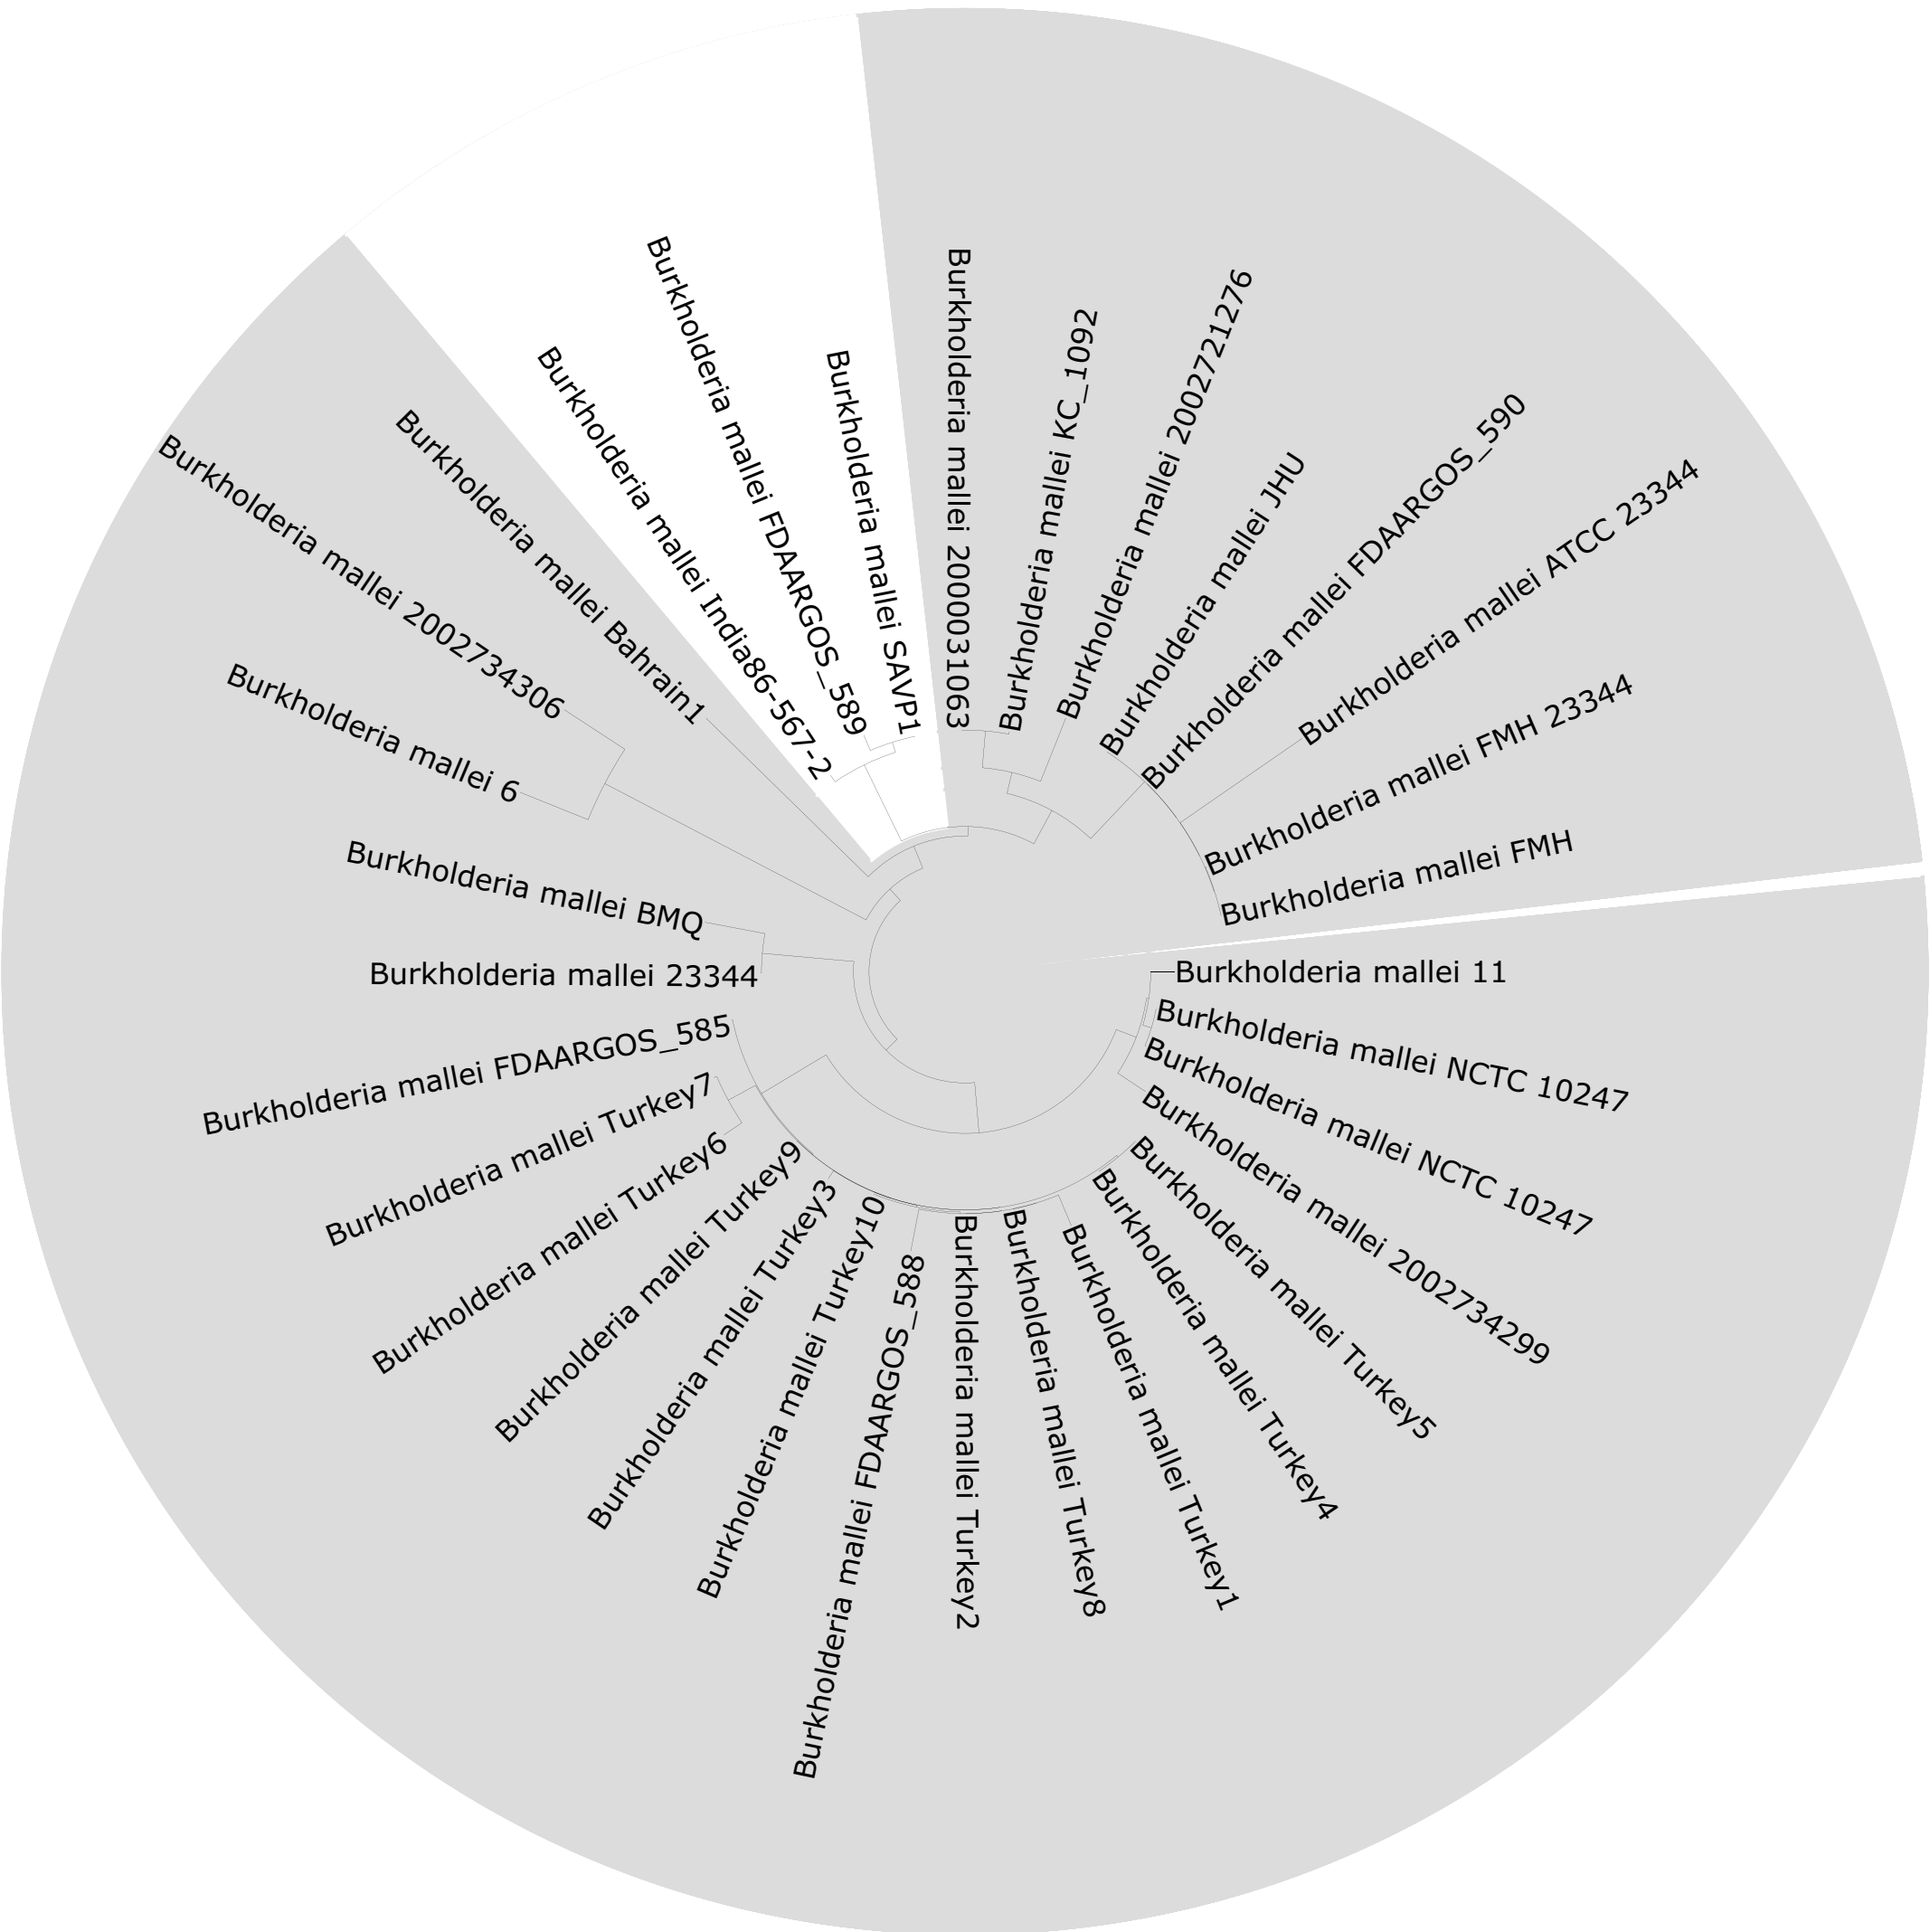 Burkholderia mallei 2000031063
Burkholderia mallei KC_1092
Burkholderia mallei 2002721276
Burkholderia mallei JHU
Burkholderia mallei FDAARGOS_590
Burkholderia mallei ATCC 23344
Burkholderia mallei FMH 23344
Burkholderia mallei FMH
Burkholderia mallei 11
Burkholderia mallei NCTC 10247
Burkholderia mallei NCTC 10247
Burkholderia mallei 2002734299
Burkholderia mallei Turkey5
Burkholderia mallei Turkey4
Burkholderia mallei Turkey1
Burkholderia mallei Turkey8
Burkholderia mallei Turkey2
Burkholderia mallei FDAARGOS_588
Burkholderia mallei Turkey10
Burkholderia mallei Turkey3
Burkholderia mallei Turkey9
Burkholderia mallei Turkey6
Burkholderia mallei Turkey7
Burkholderia mallei FDAARGOS_585
Burkholderia mallei 23344
Burkholderia mallei BMQ
Burkholderia mallei 6
Burkholderia mallei 2002734306
Burkholderia mallei Bahrain1
Burkholderia mallei India86-567-2
Burkholderia mallei FDAARGOS_589
Burkholderia mallei SAVP1